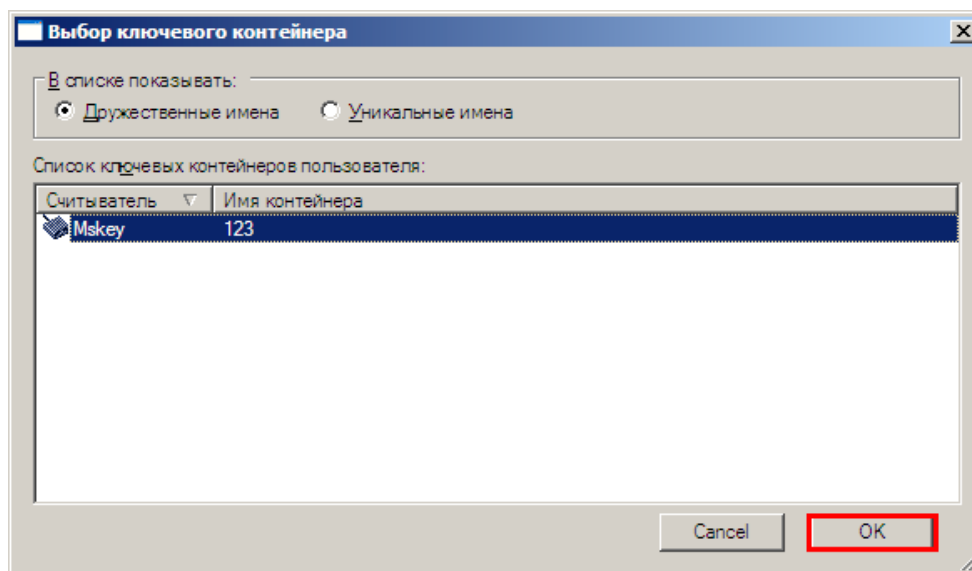 Выбор ключевого контейнера
В списке показывать:
Дружественные имена Уникальные имена
Список ключевых контейнеров пользователя:
Считыватель Имя контейнера
Mskey 123
Cancel OK